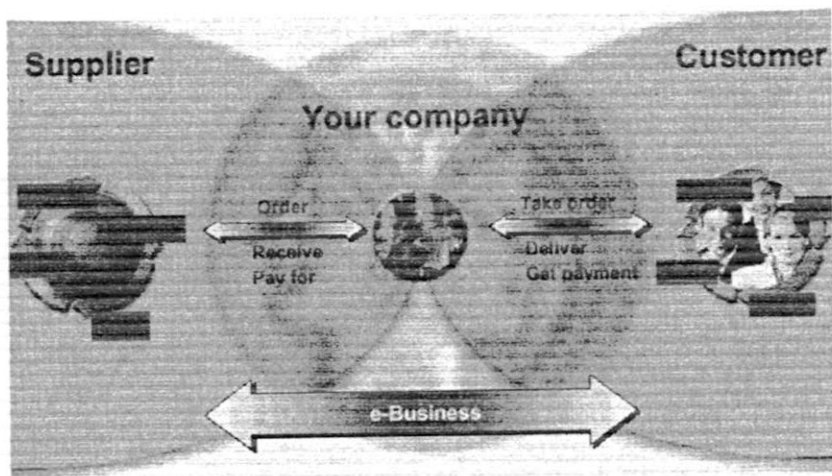 Supplier
Customer
Your company
Order
Receive
Pay for
Take order
Deliver
Get payment
e-Business